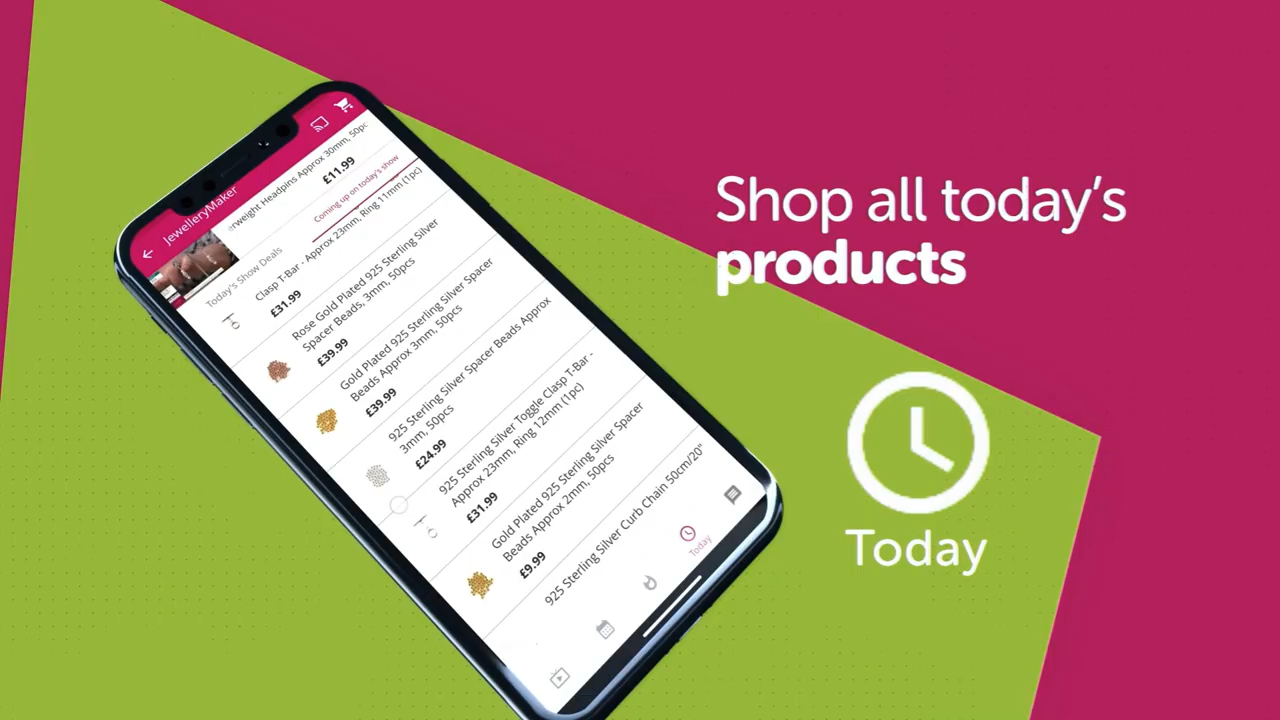 JewelleryMaker
erweight Headpins Approx 30mm, 50pc
£11.99
Today's Show Deals
Coming up on today's show
Clasp T-Bar - Approx 23mm, Ring 11mm (1pc)
£31.99
Rose Gold Plated 925 Sterling Silver
Spacer Beads, 3mm, 50pcs
£39.99
Gold Plated 925 Sterling Silver Spacer
Beads Approx 3mm, 50pcs
£39.99
925 Sterling Silver Spacer Beads Approx
3mm, 50pcs
£24.99
925 Sterling Silver Toggle Clasp T-Bar -
Approx 23mm, Ring 12mm (1pc)
£31.99
Gold Plated 925 Sterling Silver Spacer
Beads Approx 2mm, 50pcs
£9.99
925 Sterling Silver Curb Chain 50cm/20"
Today
Shop all today's
products
Today